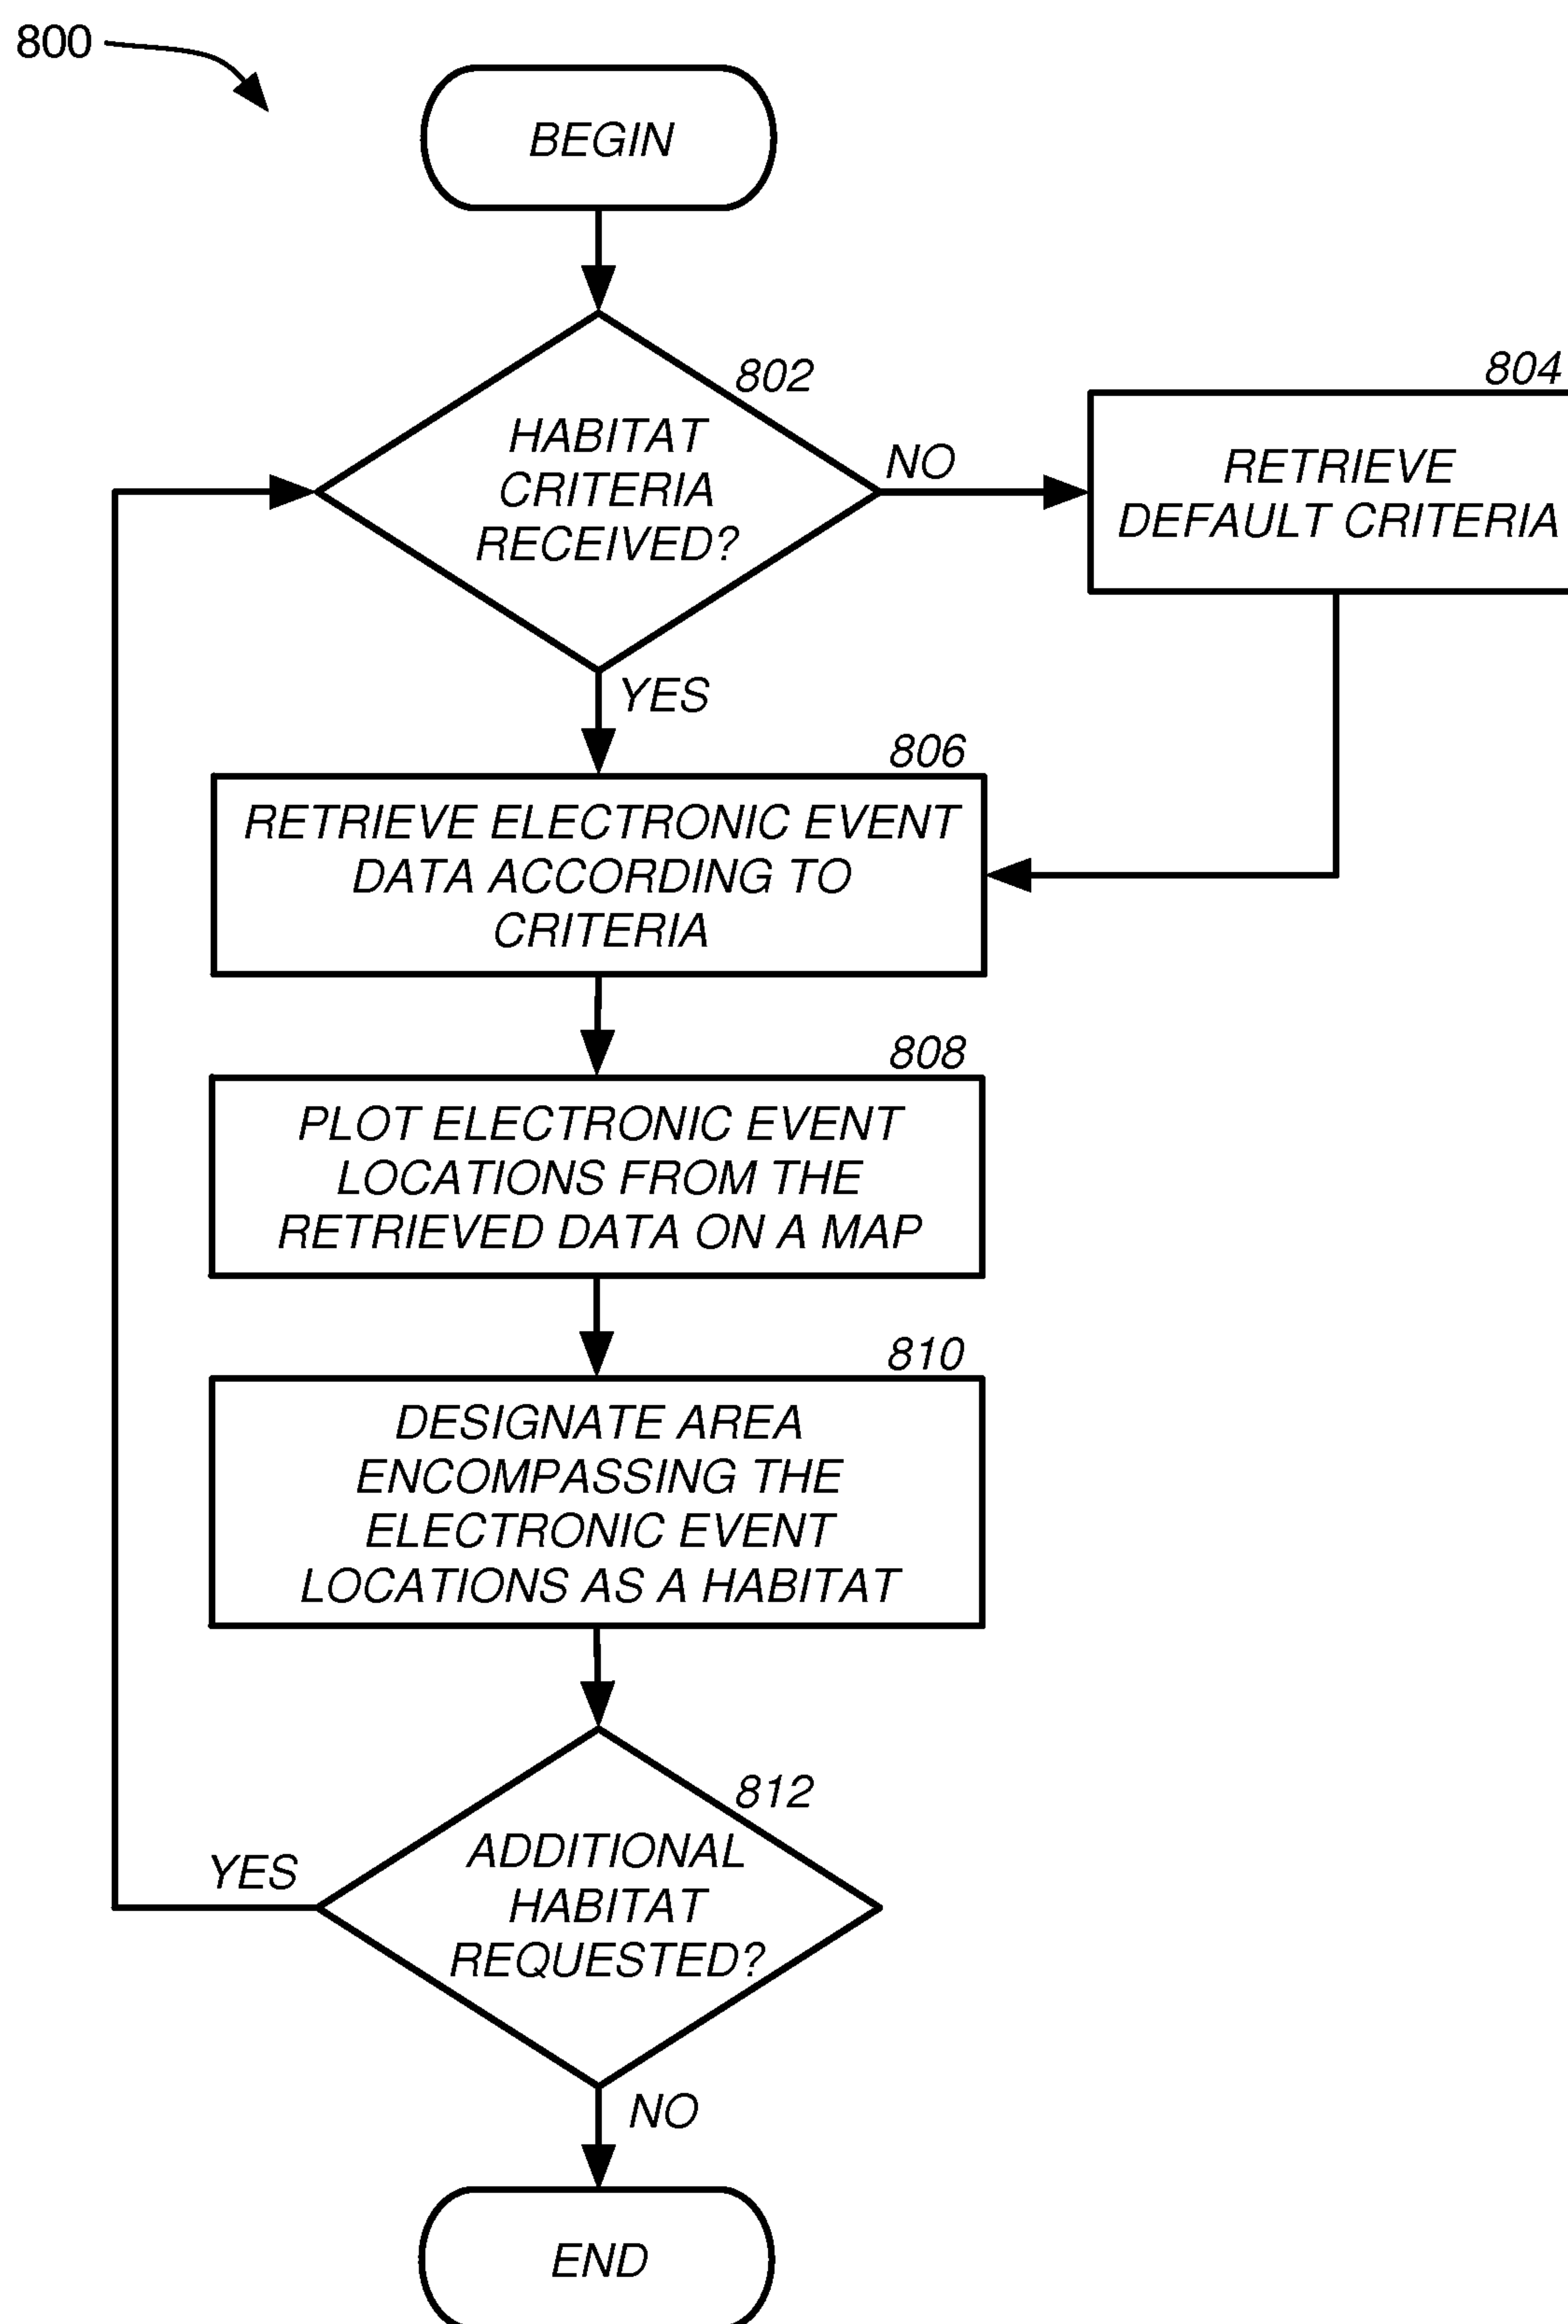 800
BEGIN
802
HABITAT
CRITERIA
RECEIVED?
NO
804
RETRIEVE
DEFAULT CRITERIA
YES
806
RETRIEVE ELECTRONIC EVENT
DATA ACCORDING TO
CRITERIA
808
PLOT ELECTRONIC EVENT
LOCATIONS FROM THE
RETRIEVED DATA ON A MAP
810
DESIGNATE AREA
ENCOMPASSING THE
ELECTRONIC EVENT
LOCATIONS AS A HABITAT
812
ADDITIONAL
HABITAT
REQUESTED?
YES
NO
END